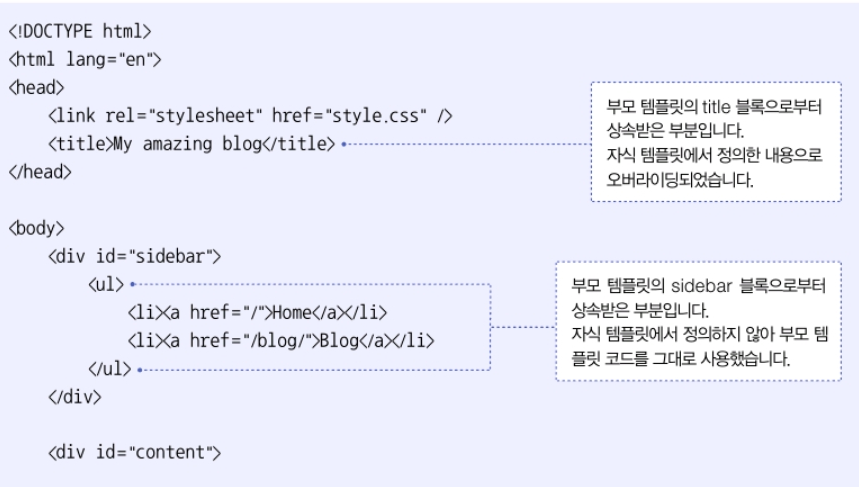 <!DOCTYPE html>
<html lang="en">
<head>
    <link rel="stylesheet" href="style.css" />
    <title>My amazing blog</title>
</head>
부모 템플릿의 title 블록으로부터
상속받은 부분입니다.
자식 템플릿에서 정의한 내용으로
오버라이딩되었습니다.
<body>
    <div id="sidebar">
        <ul>
            <li><a href="/">Home</a></li>
            <li><a href="/blog/">Blog</a></li>
        </ul>
    </div>
부모 템플릿의 sidebar 블록으로부터
상속받은 부분입니다.
자식 템플릿에서 정의하지 않아 부모 템
플릿 코드를 그대로 사용했습니다.
    <div id="content">